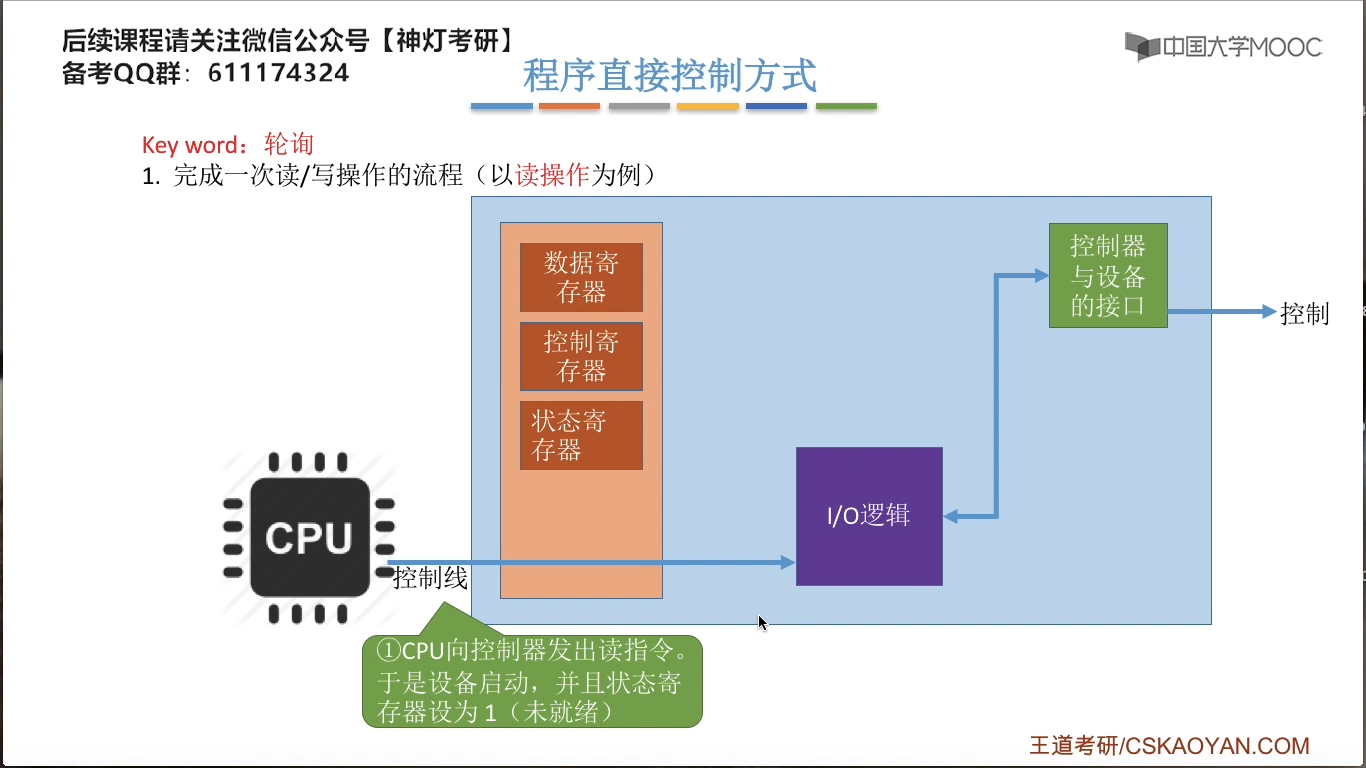 后续课程请关注微信公众号【神灯考研】
备考QQ群：611174324
中国大学MOOC
程序直接控制方式
Key word：轮询
1. 完成一次读/写操作的流程（以读操作为例）
数据寄
存器
控制寄
存器
状态寄
存器
控制器
与设备
的接口
控制
I/O逻辑
CPU
控制线
①CPU向控制器发出读指令。
于是设备启动，并且状态寄
存器设为 1（未就绪）
王道考研/CSKAOYAN.COM